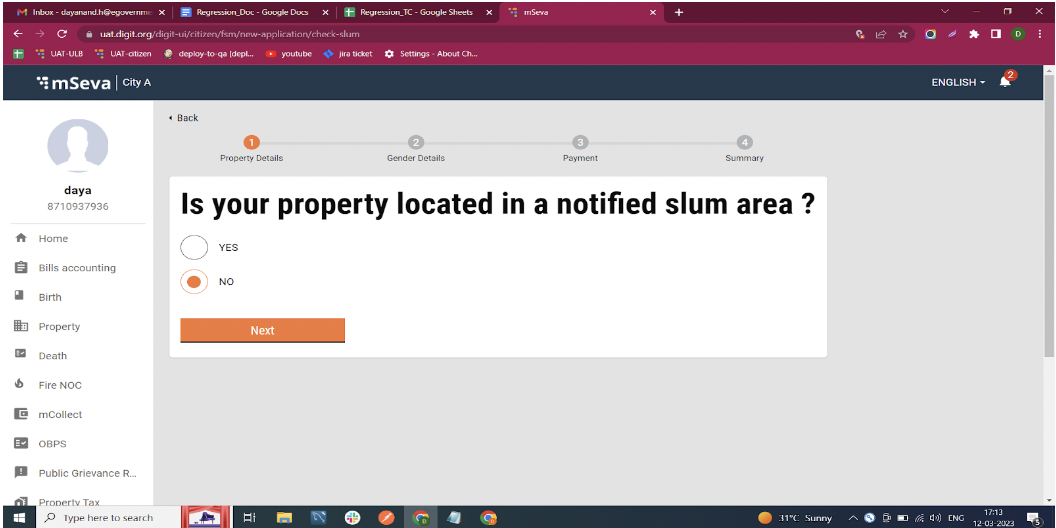 Inbox - dayanand.h@egovernme
Regression_Doc - Google Docs
Regression_TC - Google Sheets
mSeva
uat.digit.org/digit-ui/citizen/fsm/new-application/check-slum
D
UAT-ULB
UAT-citizen
deploy-to-qa [depl...
youtube
jira ticket
Settings - About Ch...
mSeva
City A
ENGLISH
2
Back
1
2
3
4
Property Details
Gender Details
Payment
Summary
daya
8710937936
Home
Bills accounting
Birth
Property
Death
Fire NOC
mCollect
OBPS
Public Grievance R...
Property Tax
Is your property located in a notified slum area ?
YES
NO
Next
Type here to search
31°C Sunny
ENG
17:13
12-03-2023
5